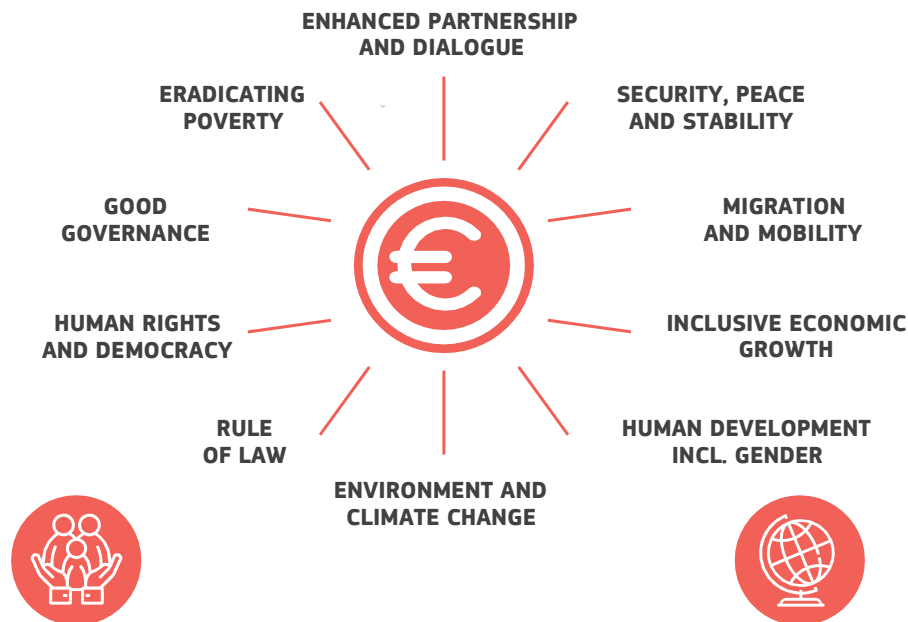 ENHANCED PARTNERSHIP
AND DIALOGUE
ERADICATING
POVERTY
SECURITY, PEACE
AND STABILITY
GOOD
GOVERNANCE
MIGRATION
AND MOBILITY
€
HUMAN RIGHTS
AND DEMOCRACY
INCLUSIVE ECONOMIC
GROWTH
RULE
OF LAW
HUMAN DEVELOPMENT
INCL. GENDER
ENVIRONMENT AND
CLIMATE CHANGE